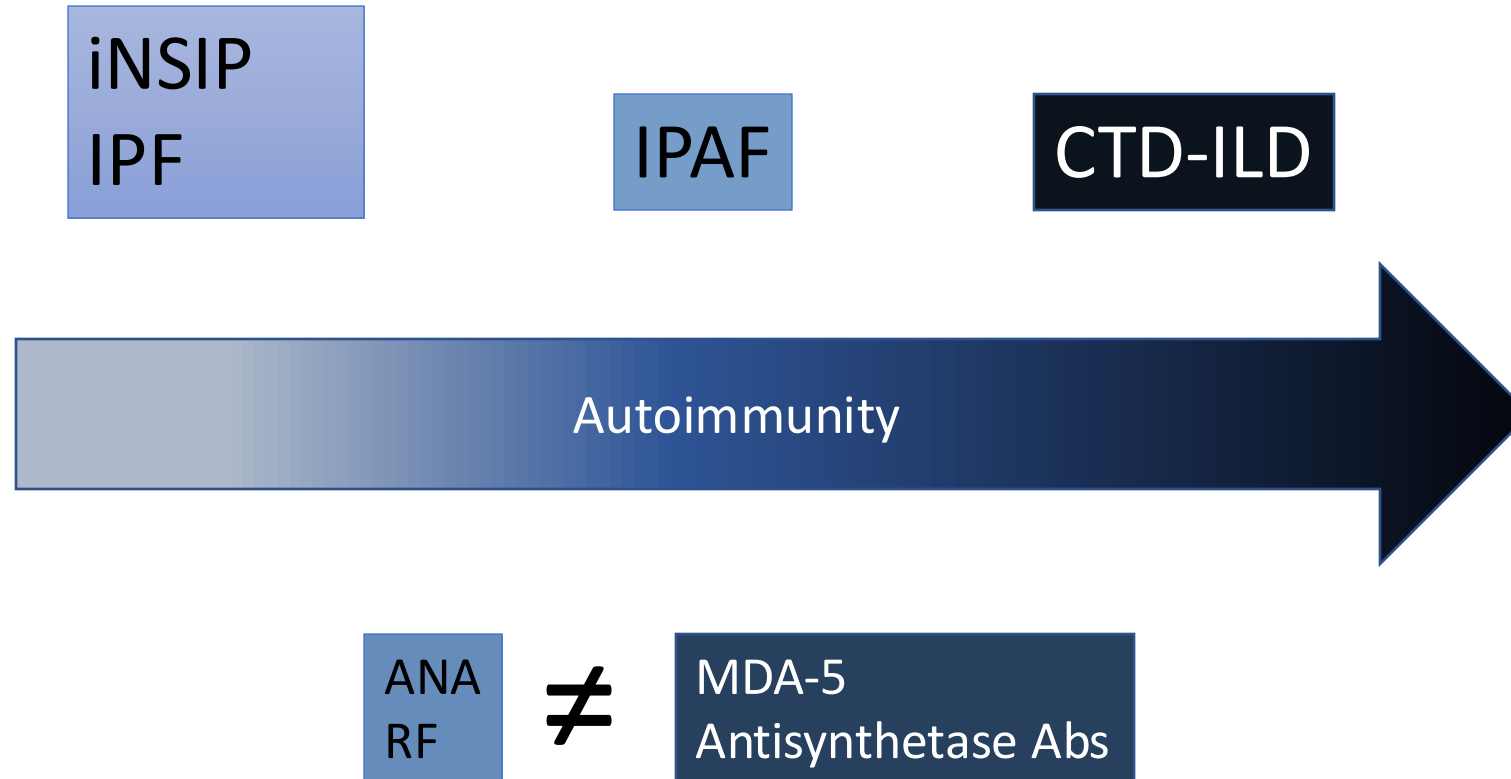 iNSIP
IPF
IPAF
CTD-ILD
Autoimmunity
ANA
RF
≠
MDA-5
Antisynthetase Abs